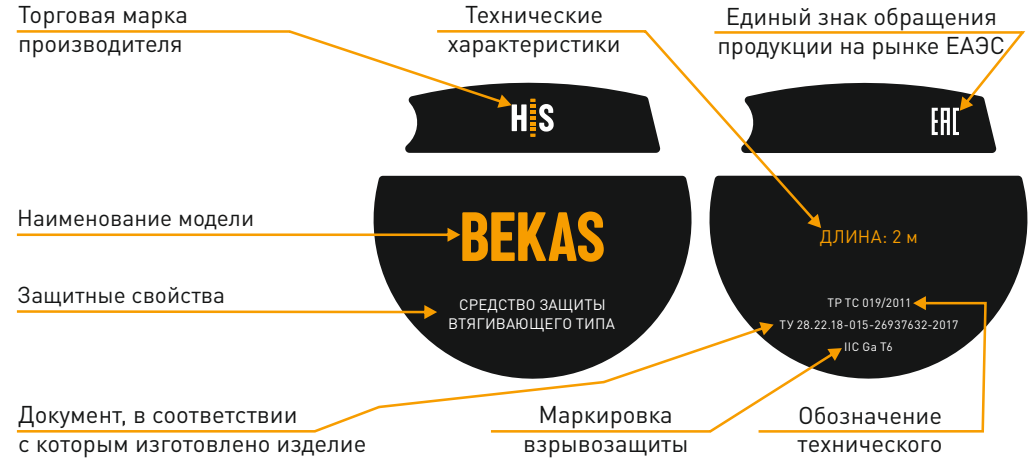 Торговая марка
производителя
Технические
характеристики
Единый знак обращения
продукции на рынке ЕАЭС
H S
EAC
Наименование модели
BEKAS
ДЛИНА: 2 м
Защитные свойства
СРЕДСТВО ЗАЩИТЫ
ВТЯГИВАЮЩЕГО ТИПА
ТР ТС 019/2011
ТУ 28.22.18-015-26937632-2017
IIC Ga T6
Документ, в соответствии
с которым изготовлено изделие
Маркировка
взрывозащиты
Обозначение
технического